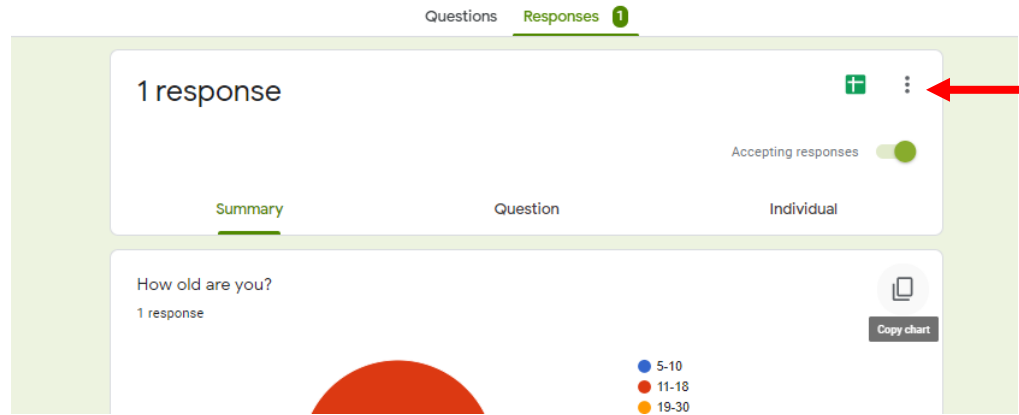 Questions Responses 1
1 response
Accepting responses
Summary Question Individual
How old are you?
1 response
Copy chart
5-10
11-18
19-30